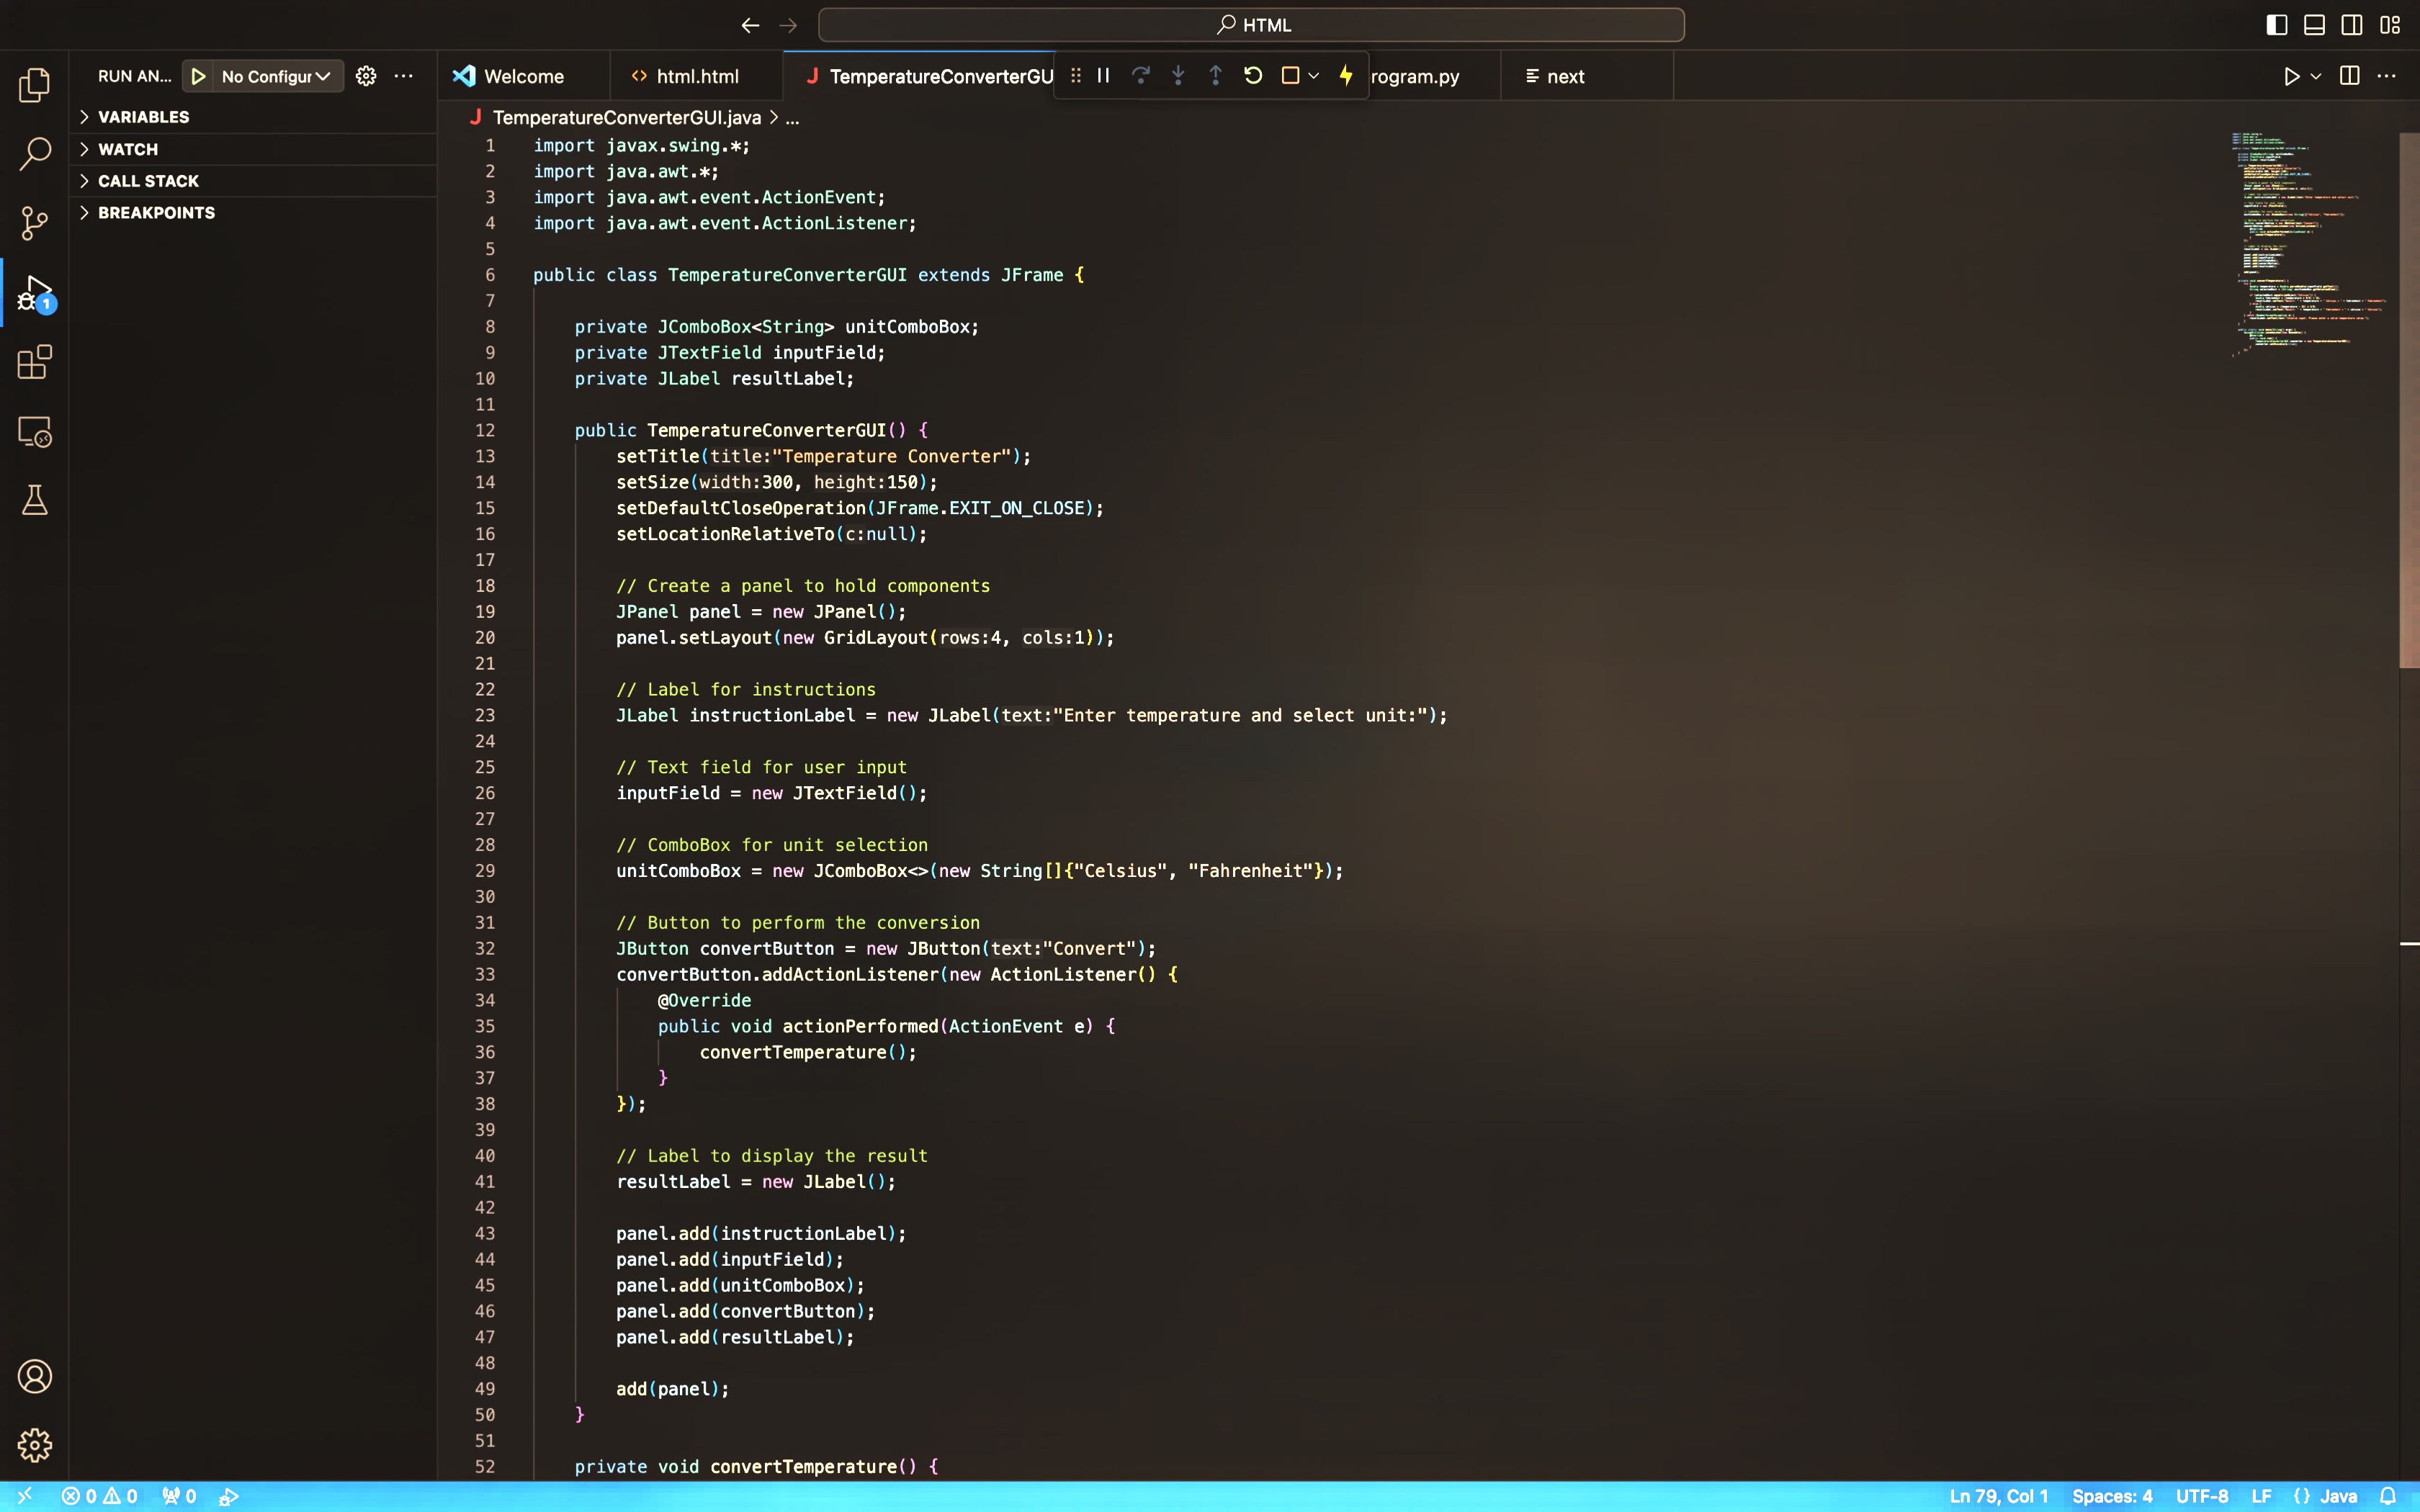 HTML
RUN AN...
No Configur
Welcome
html.html
TemperatureConverterGU
rogram.py
next
VARIABLES
WATCH
CALL STACK
BREAKPOINTS
TemperatureConverterGUI.java > ...
1 import javax.swing.*;
2 import java.awt.*;
3 import java.awt.event.ActionEvent;
4 import java.awt.event.ActionListener;
5
6 public class TemperatureConverterGUI extends JFrame {
7
8 private JComboBox<String> unitComboBox;
9 private JTextField inputField;
10 private JLabel resultLabel;
11
12 public TemperatureConverterGUI() {
13 setTitle(title:"Temperature Converter");
14 setSize(width:300, height:150);
15 setDefaultCloseOperation(JFrame.EXIT_ON_CLOSE);
16 setLocationRelativeTo(c:null);
17
18 // Create a panel to hold components
19 JPanel panel = new JPanel();
20 panel.setLayout(new GridLayout(rows:4, cols:1));
21
22 // Label for instructions
23 JLabel instructionLabel = new JLabel(text:"Enter temperature and select unit:");
24
25 // Text field for user input
26 inputField = new JTextField();
27
28 // ComboBox for unit selection
29 unitComboBox = new JComboBox<>(new String[]{"Celsius", "Fahrenheit"});
30
31 // Button to perform the conversion
32 JButton convertButton = new JButton(text:"Convert");
33 convertButton.addActionListener(new ActionListener() {
34 @Override
35 public void actionPerformed(ActionEvent e) {
36 convertTemperature();
37 }
38 });
39
40 // Label to display the result
41 resultLabel = new JLabel();
42
43 panel.add(instructionLabel);
44 panel.add(inputField);
45 panel.add(unitComboBox);
46 panel.add(convertButton);
47 panel.add(resultLabel);
48
49 add(panel);
50 }
51
52 private void convertTemperature() {
1
0 0 0
Ln 79, Col 1 Spaces: 4 UTF-8 LF {} Java